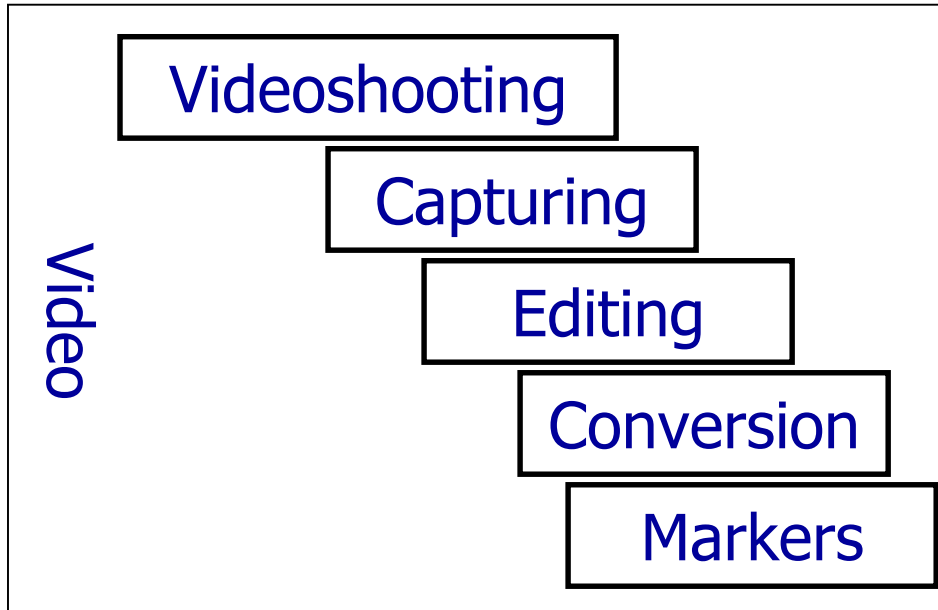 Video
Videoshooting
Capturing
Editing
Conversion
Markers